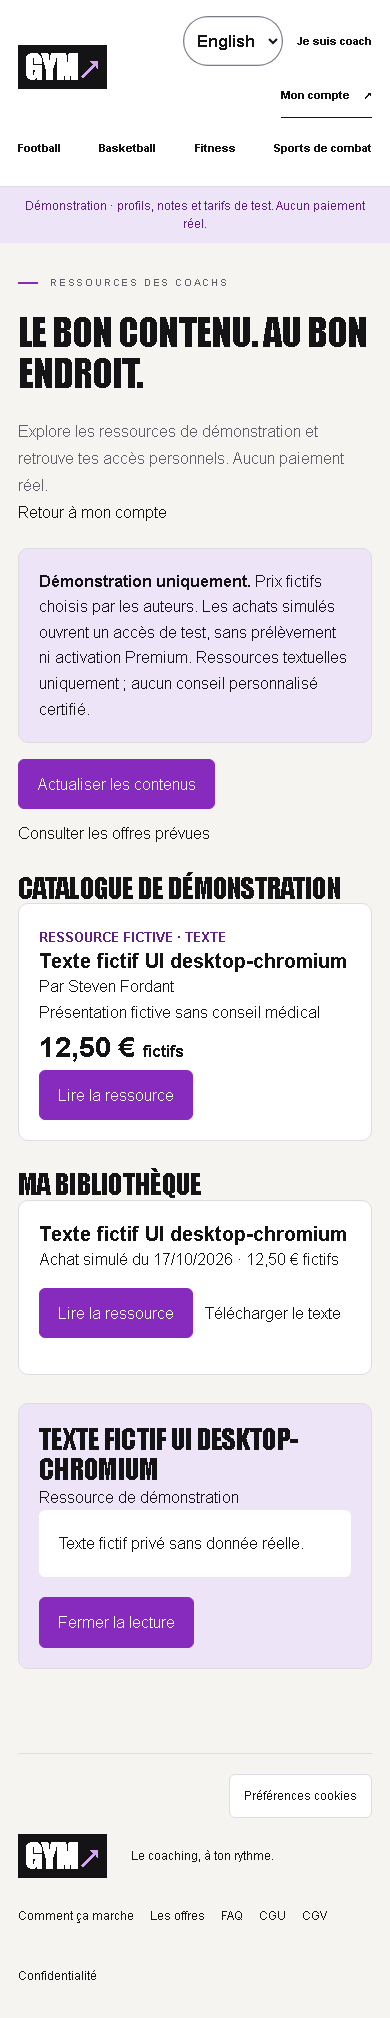 GYM↗
English
Je suis coach
Mon compte ↗
Football Basketball Fitness Sports de combat
Démonstration · profils, notes et tarifs de test. Aucun paiement
réel.
RESSOURCES DES COACHS
LE BON CONTENU. AU BON
ENDROIT.
Explore les ressources de démonstration et
retrouve tes accès personnels. Aucun paiement
réel.
Retour à mon compte
Démonstration uniquement. Prix fictifs
choisis par les auteurs. Les achats simulés
ouvrent un accès de test, sans prélèvement
ni activation Premium. Ressources textuelles
uniquement ; aucun conseil personnalisé
certifié.
Actualiser les contenus
Consulter les offres prévues
CATALOGUE DE DÉMONSTRATION
RESSOURCE FICTIVE · TEXTE
Texte fictif UI desktop-chromium
Par Steven Fordant
Présentation fictive sans conseil médical
12,50 € fictifs
Lire la ressource
MA BIBLIOTHÈQUE
Texte fictif UI desktop-chromium
Achat simulé du 17/10/2026 · 12,50 € fictifs
Lire la ressource Télécharger le texte
TEXTE FICTIF UI DESKTOP-
CHROMIUM
Ressource de démonstration
Texte fictif privé sans donnée réelle.
Fermer la lecture
Préférences cookies
GYM↗ Le coaching, à ton rythme.
Comment ça marche Les offres FAQ CGU CGV
Confidentialité